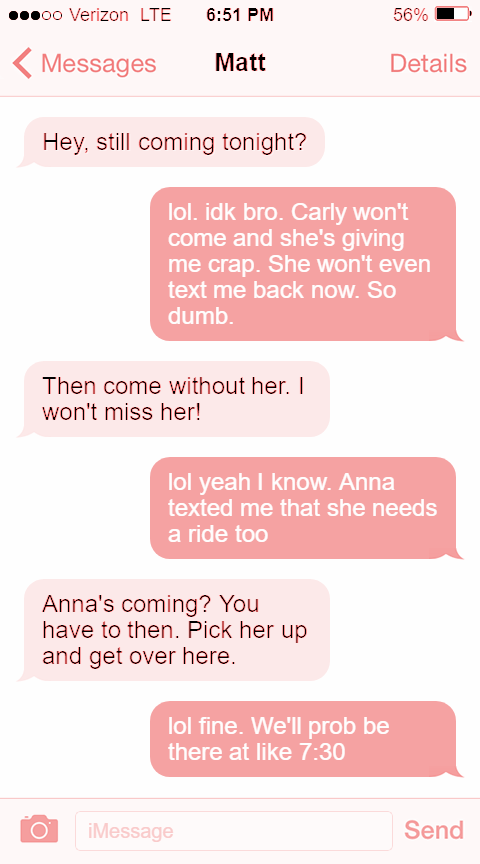 Verizon LTE 6:51 PM 56%
Messages Matt Details
Hey, still coming tonight?
lol. idk bro. Carly won't
come and she's giving
me crap. She won't even
text me back now. So
dumb.
Then come without her. I
won't miss her!
lol yeah I know. Anna
texted me that she needs
a ride too
Anna's coming? You
have to then. Pick her up
and get over here.
lol fine. We'll prob be
there at like 7:30
iMessage Send